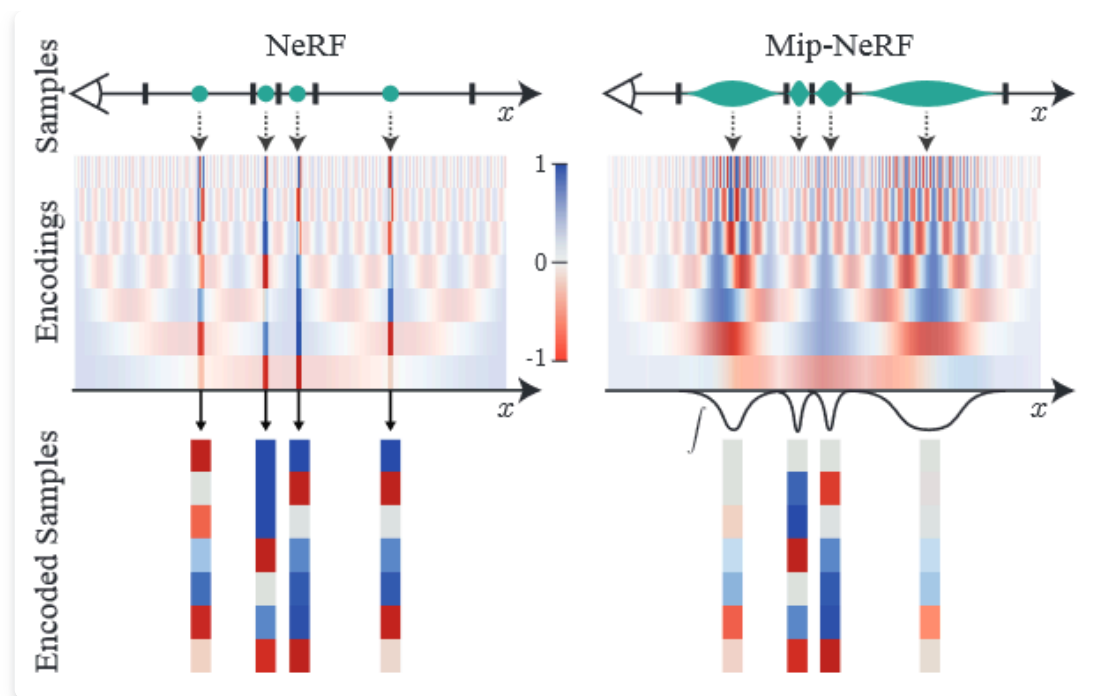 NeRF
Mip-NeRF
Samples
x
x
Encodings
1
0
-1
x
x
∫
Encoded Samples